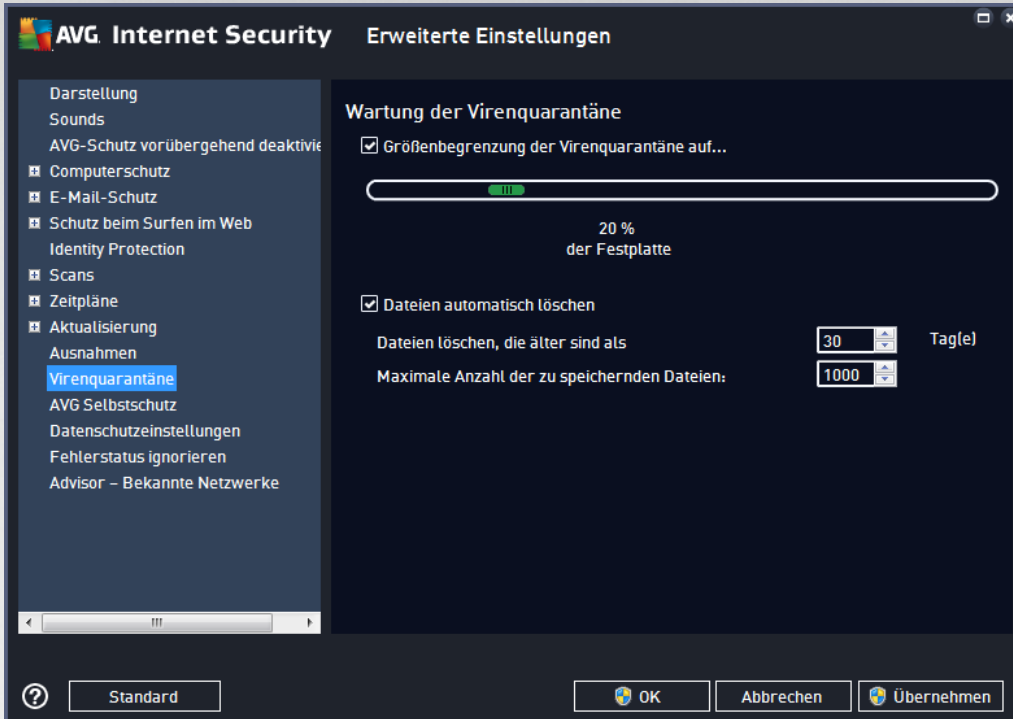 AVG. Internet Security Erweiterte Einstellungen
Darstellung
Sounds
AVG-Schutz vorübergehend deaktivie
Computerschutz
E-Mail-Schutz
Schutz beim Surfen im Web
Identity Protection
Scans
Zeitpläne
Aktualisierung
Ausnahmen
Virenquarantäne
AVG Selbstschutz
Datenschutzeinstellungen
Fehlerstatus ignorieren
Advisor – Bekannte Netzwerke
Wartung der Virenquarantäne
Größenbegrenzung der Virenquarantäne auf...
20 %
der Festplatte
Dateien automatisch löschen
Dateien löschen, die älter sind als 30 Tag(e)
Maximale Anzahl der zu speichernden Dateien: 1000
? Standard OK Abbrechen Übernehmen